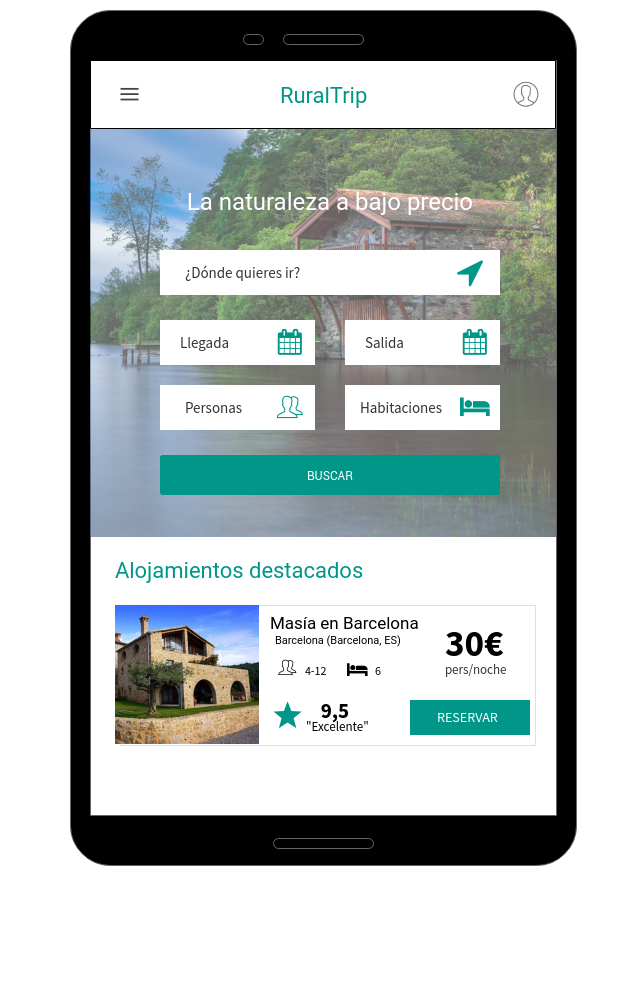 RuralTrip
La naturaleza a bajo precio
¿Dónde quieres ir?
Llegada
Salida
Personas
Habitaciones
BUSCAR
Alojamientos destacados
Masía en Barcelona
Barcelona (Barcelona, ES)
4-12
6
30€
pers/noche
9,5
"Excelente"
RESERVAR